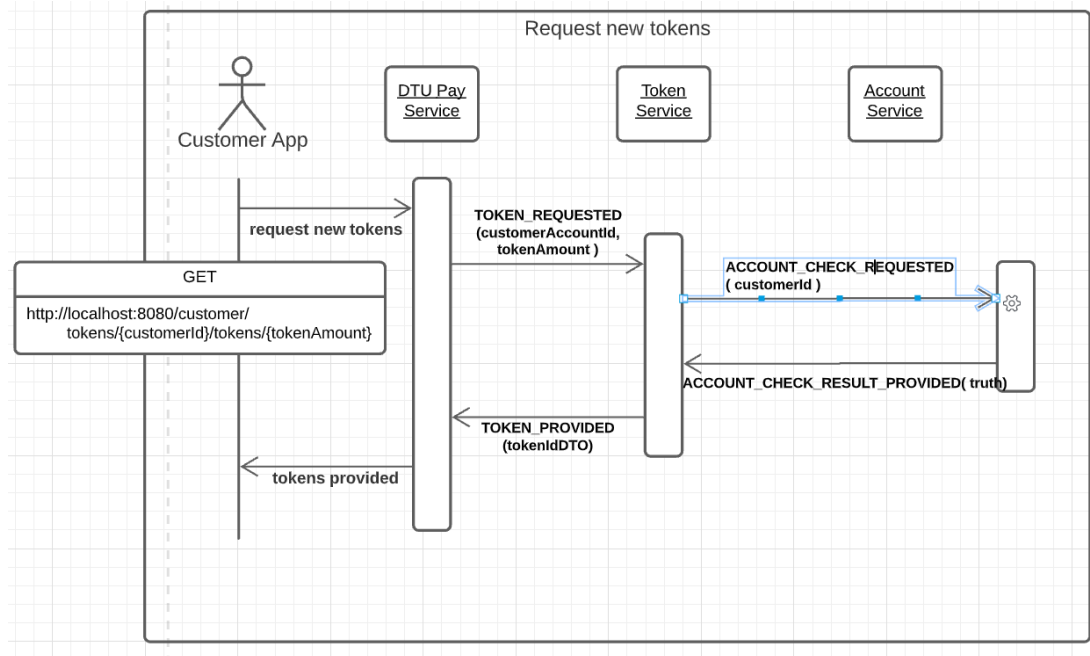 Request new tokens
Customer App
DTU Pay
Service
Token
Service
Account
Service
request new tokens
TOKEN_REQUESTED
(customerAccountId,
tokenAmount )
GET
http://localhost:8080/customer/
tokens/{customerId}/tokens/{tokenAmount}
ACCOUNT_CHECK_REQUESTED
( customerId )
ACCOUNT_CHECK_RESULT_PROVIDED( truth)
TOKEN_PROVIDED
(tokenIdDTO)
tokens provided